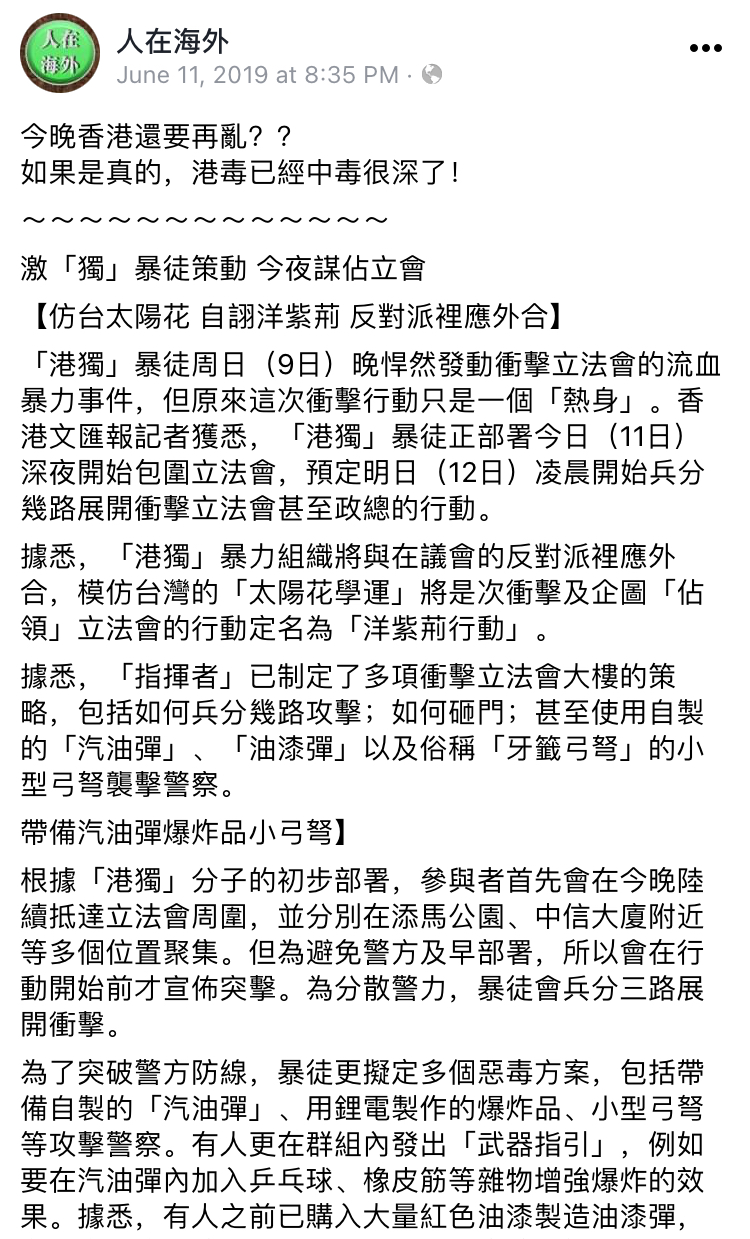 人在
海外
人在海外
June 11, 2019 at 8:35 PM ·
今晚香港還要再亂？？
如果是真的，港毒已經中毒很深了！
～～～～～～～～～～～～～
激「獨」暴徒策動 今夜謀佔立會
【仿台太陽花 自詡洋紫荊 反對派裡應外合】
「港獨」暴徒周日（9日）晚悍然發動衝擊立法會的流血
暴力事件，但原來這次衝擊行動只是一個「熱身」。香
港文匯報記者獲悉，「港獨」暴徒正部署今日（11日）
深夜開始包圍立法會，預定明日（12日）凌晨開始兵分
幾路展開衝擊立法會甚至政總的行動。
據悉，「港獨」暴力組織將與在議會的反對派裡應外
合，模仿台灣的「太陽花學運」將是次衝擊及企圖「佔
領」立法會的行動定名為「洋紫荊行動」。
據悉，「指揮者」已制定了多項衝擊立法會大樓的策
略，包括如何兵分幾路攻擊；如何砸門；甚至使用自製
的「汽油彈」、「油漆彈」以及俗稱「牙籤弓弩」的小
型弓弩襲擊警察。
帶備汽油彈爆炸品小弓弩】
根據「港獨」分子的初步部署，參與者首先會在今晚陸
續抵達立法會周圍，並分別在添馬公園、中信大廈附近
等多個位置聚集。但為避免警方及早部署，所以會在行
動開始前才宣佈突擊。為分散警力，暴徒會兵分三路展
開衝擊。
為了突破警方防線，暴徒更擬定多個惡毒方案，包括帶
備自製的「汽油彈」、用鋰電製作的爆炸品、小型弓弩
等攻擊警察。有人更在群組內發出「武器指引」，例如
要在汽油彈內加入乒乓球、橡皮筋等雜物增強爆炸的效
果。據悉，有人之前已購入大量紅色油漆製造油漆彈，